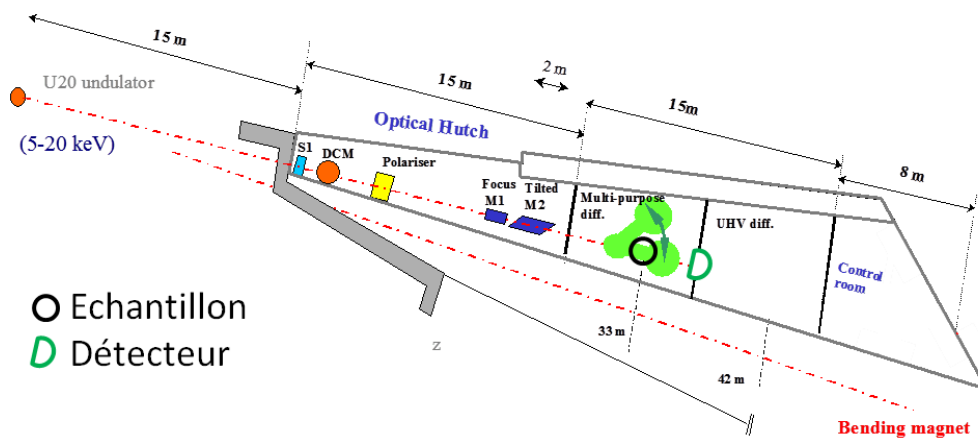 15 m
2 m
15 m
15m
8 m
U20 undulator
(5-20 keV)
Optical Hutch
S1
DCM
Polariser
Focus
M1
Tilted
M2
Multi-purpose
diff.
UHV diff.
Control
room
33 m
42 m
z
Echantillon
Détecteur
Bending magnet